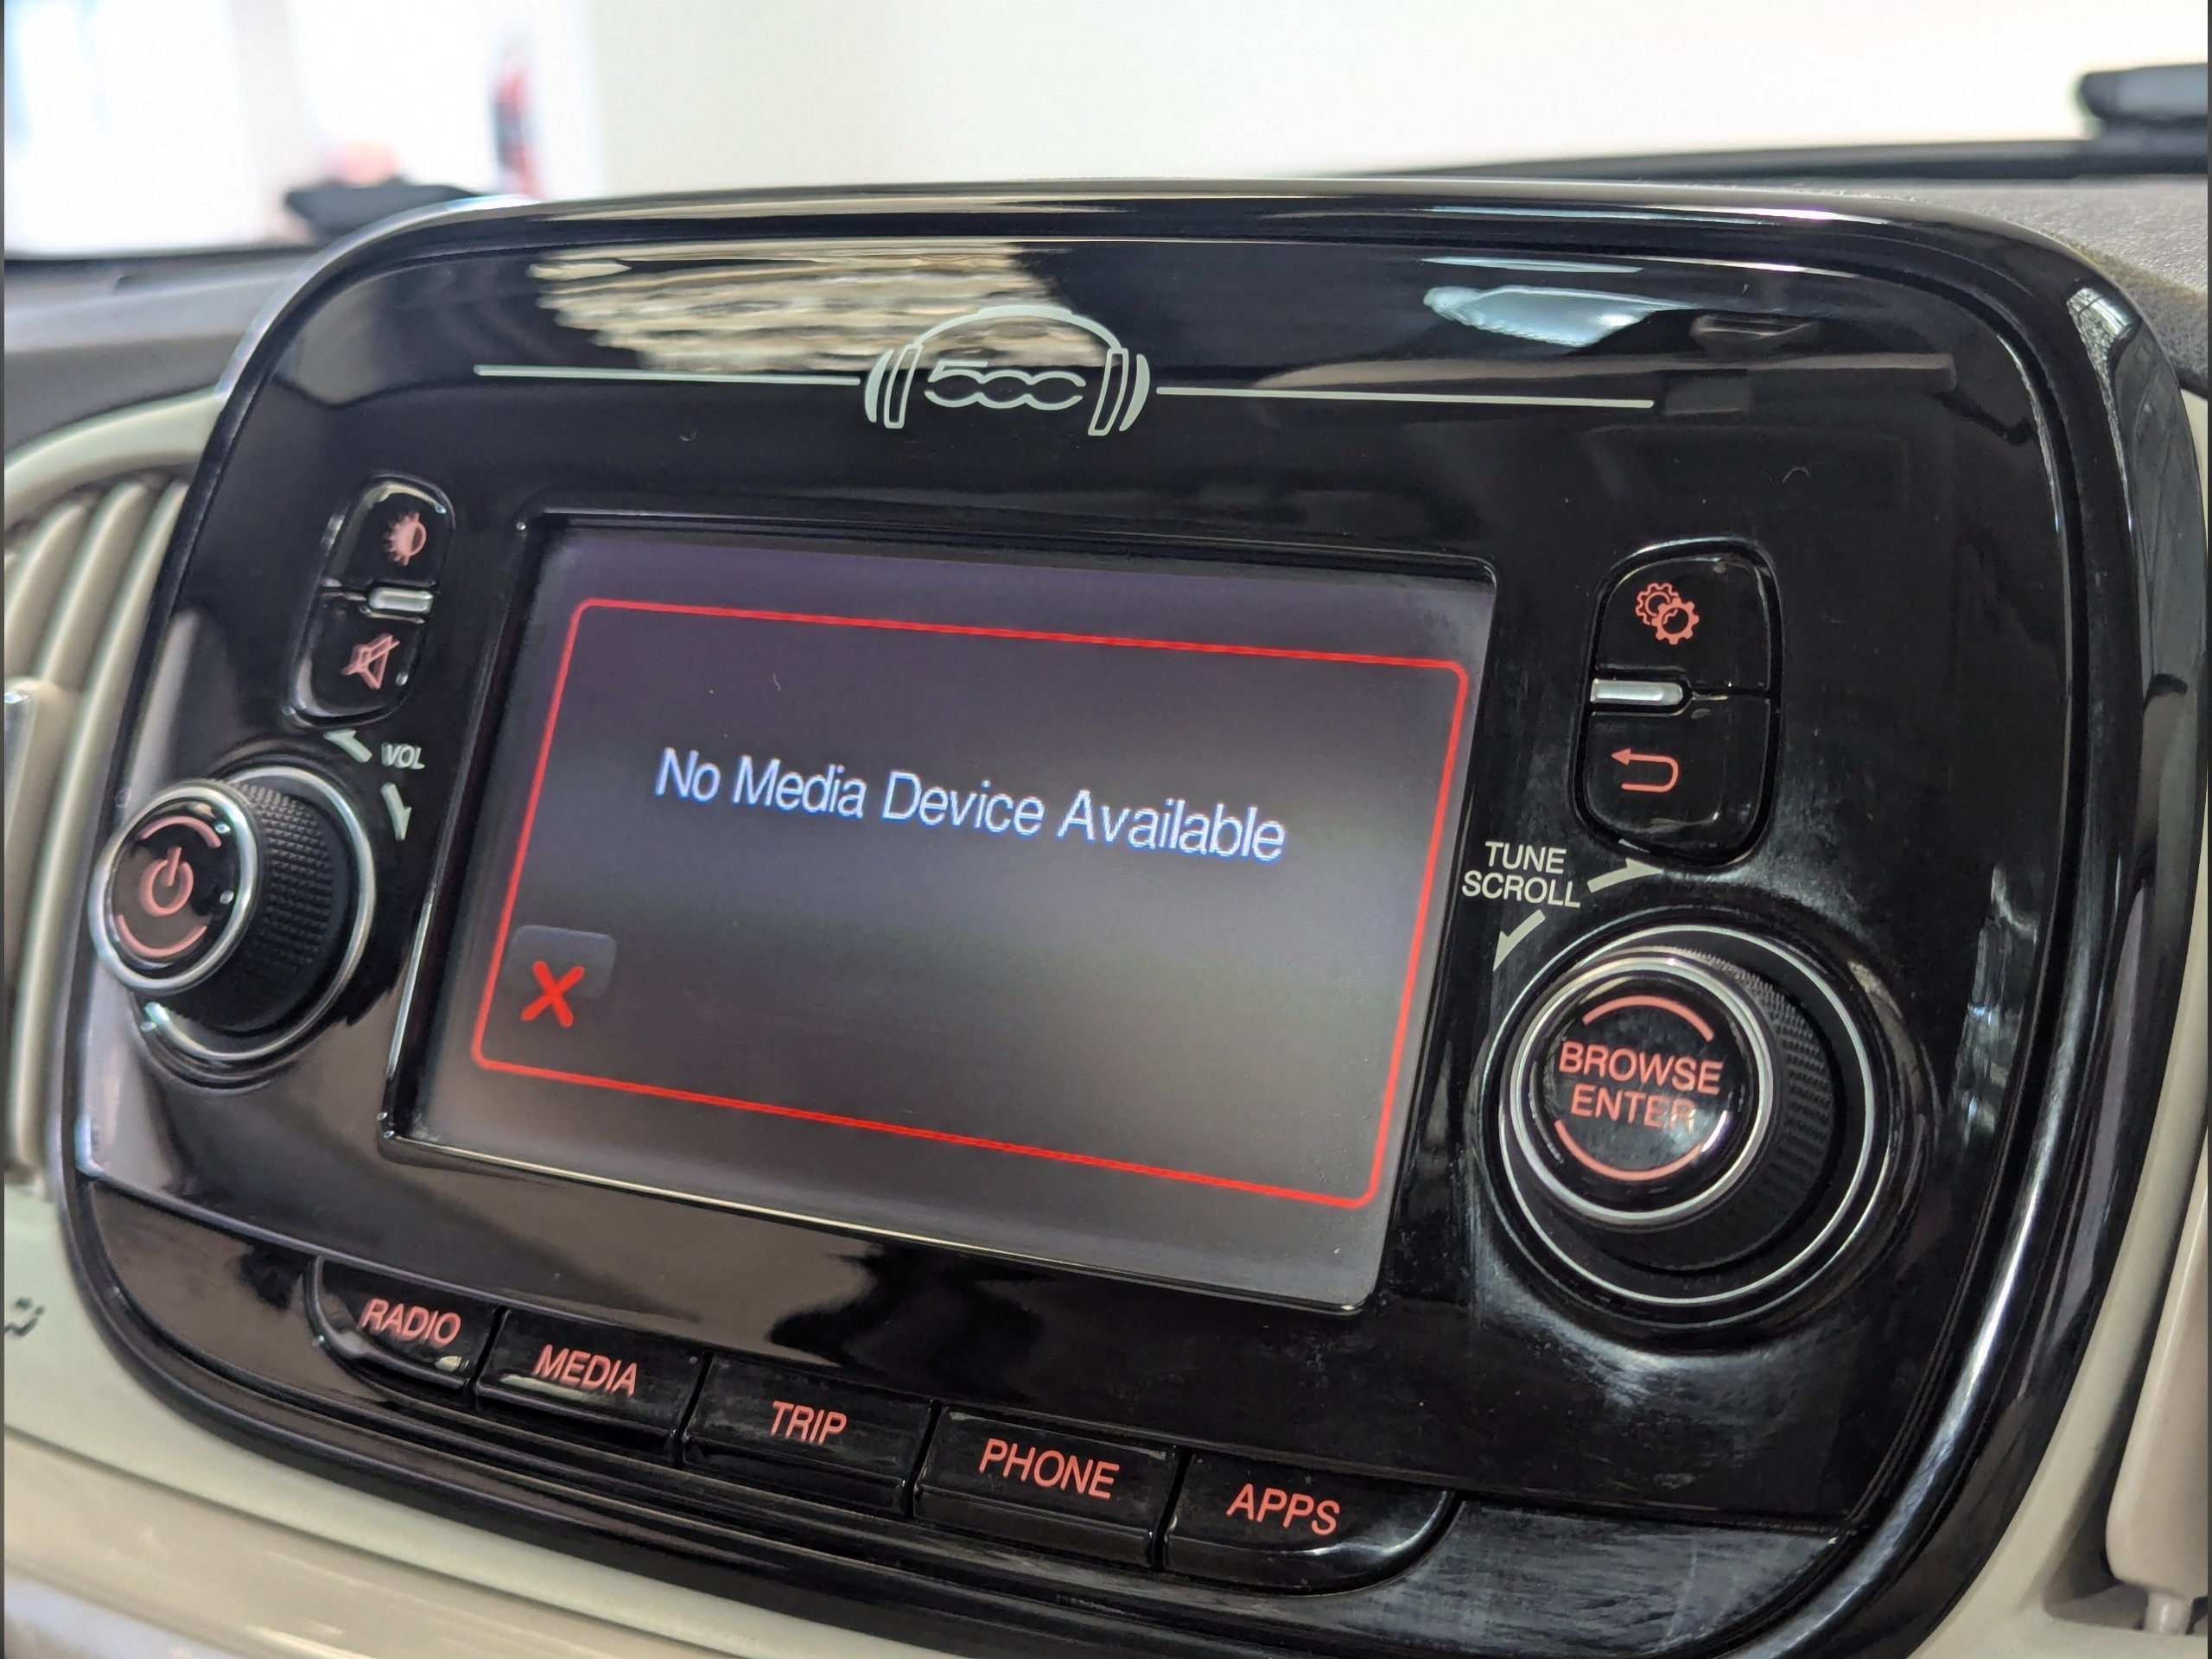 500
VOL
No Media Device Available
TUNE
SCROLL
BROWSE
ENTER
RADIO
MEDIA
TRIP
PHONE
APPS